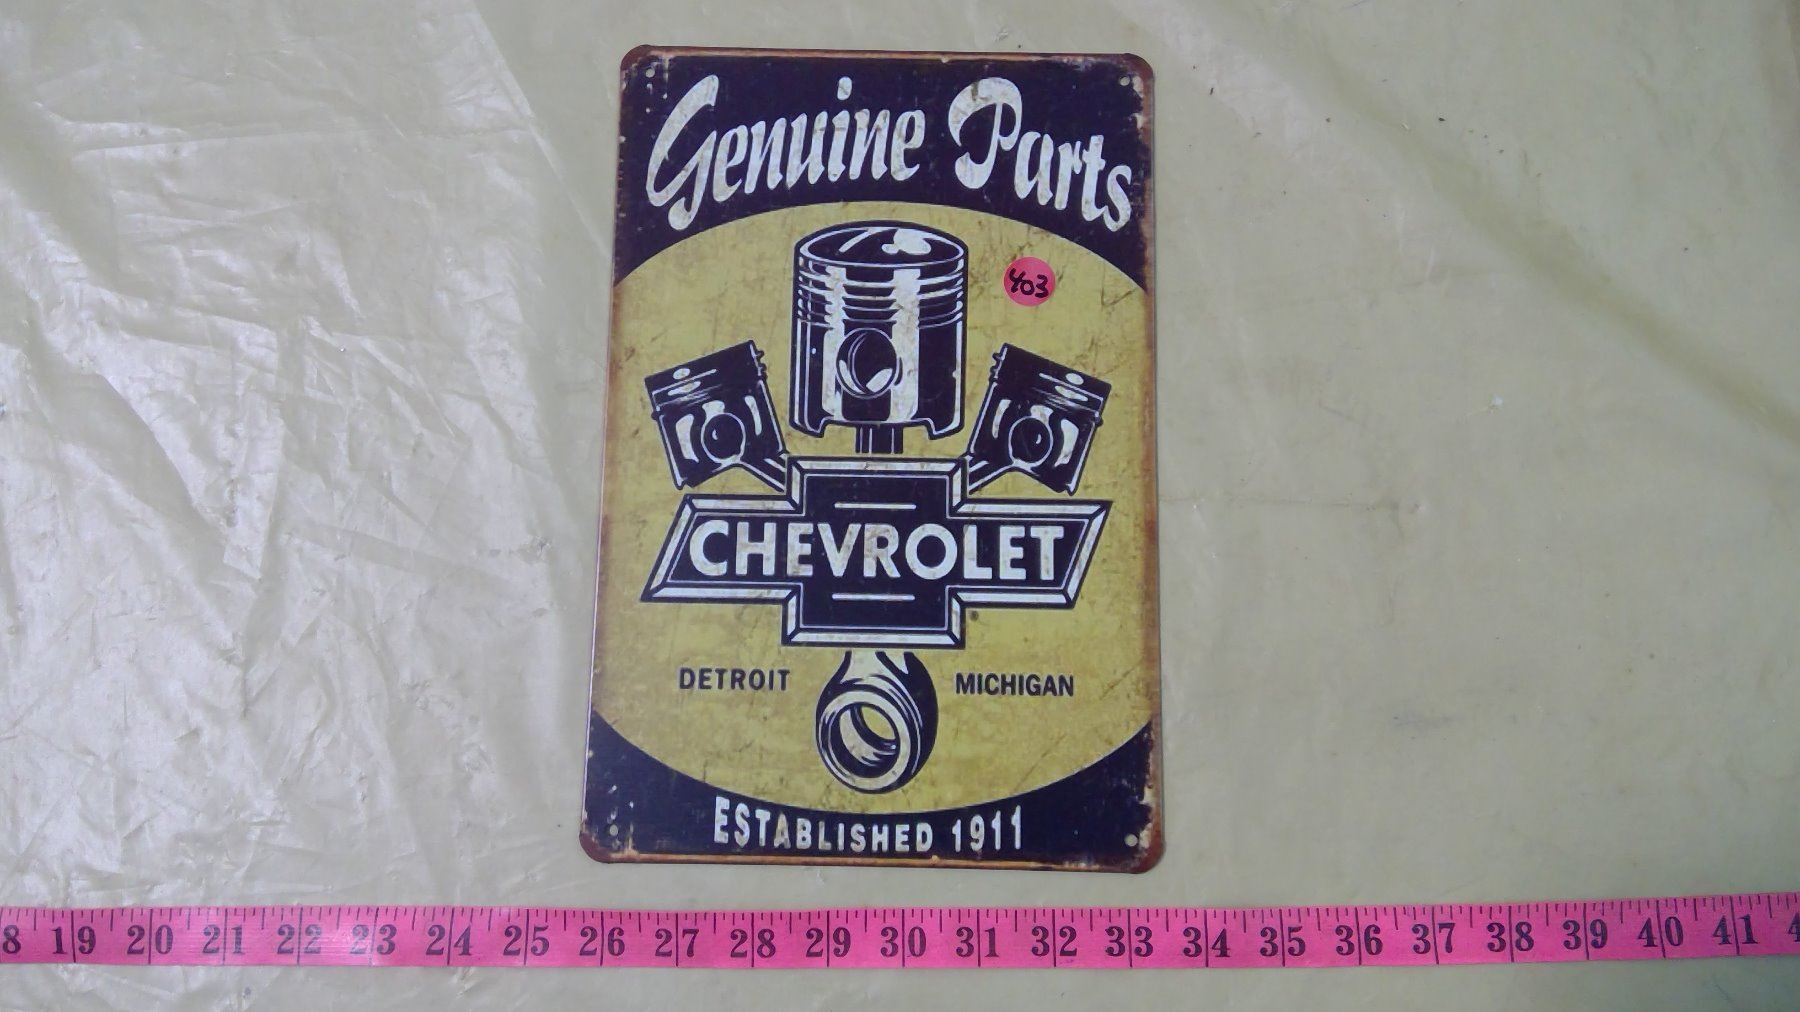 Genuine Parts
403
CHEVROLET
DETROIT MICHIGAN
ESTABLISHED 1911
8 19 20 21 22 23 24 25 26 27 28 29 30 31 32 33 34 35 36 37 38 39 40 41